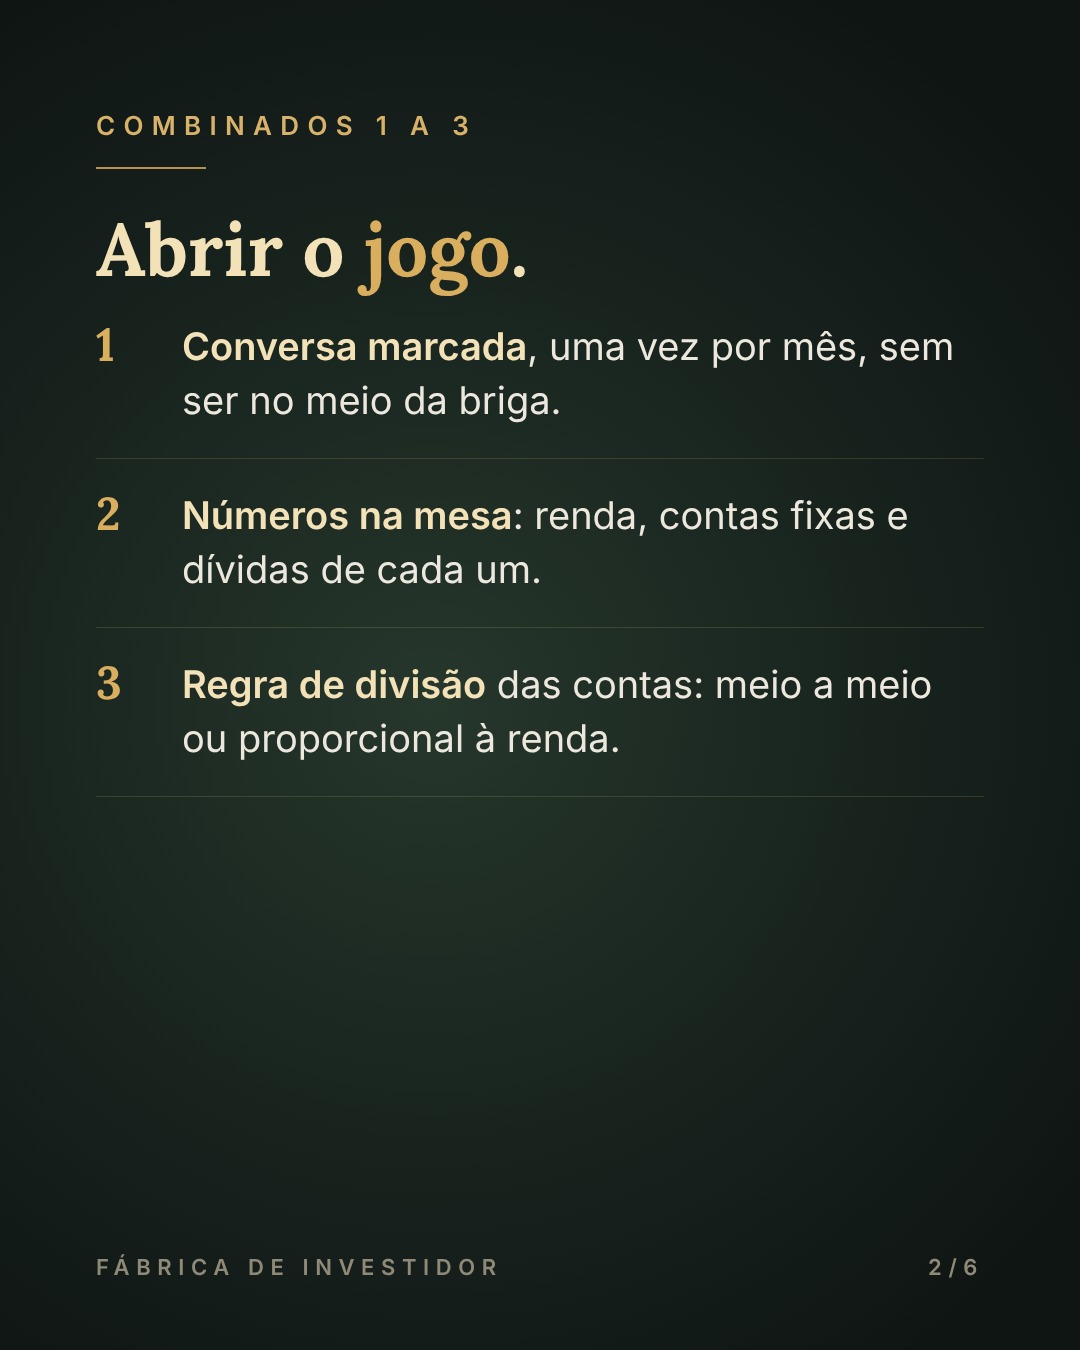 COMBINADOS 1 A 3
Abrir o jogo.
1 Conversa marcada, uma vez por mês, sem
ser no meio da briga.
2 Números na mesa: renda, contas fixas e
dívidas de cada um.
3 Regra de divisão das contas: meio a meio
ou proporcional à renda.
FÁBRICA DE INVESTIDOR 2/6